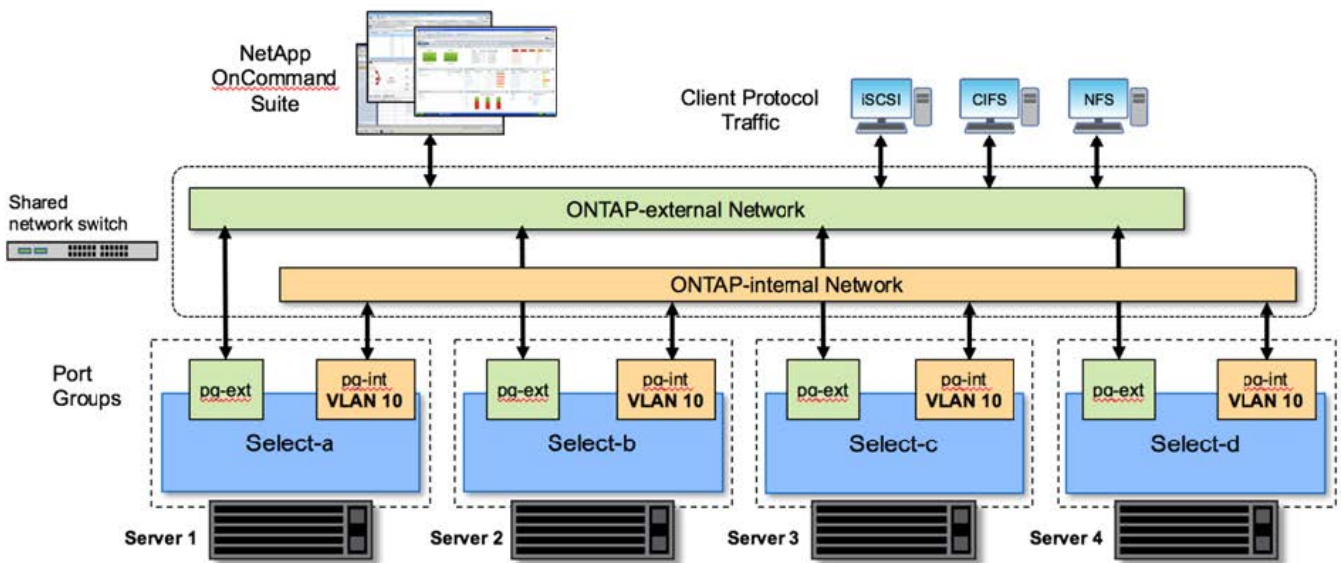 NetApp
OnCommand
Suite
Client Protocol
Traffic
iSCSI
CIFS
NFS
Shared
network switch
ONTAP-external Network
ONTAP-internal Network
Port
Groups
pg-ext
pg-int
VLAN 10
Select-a
pg-ext
pg-int
VLAN 10
Select-b
pg-ext
pg-int
VLAN 10
Select-c
pg-ext
pg-int
VLAN 10
Select-d
Server 1
Server 2
Server 3
Server 4